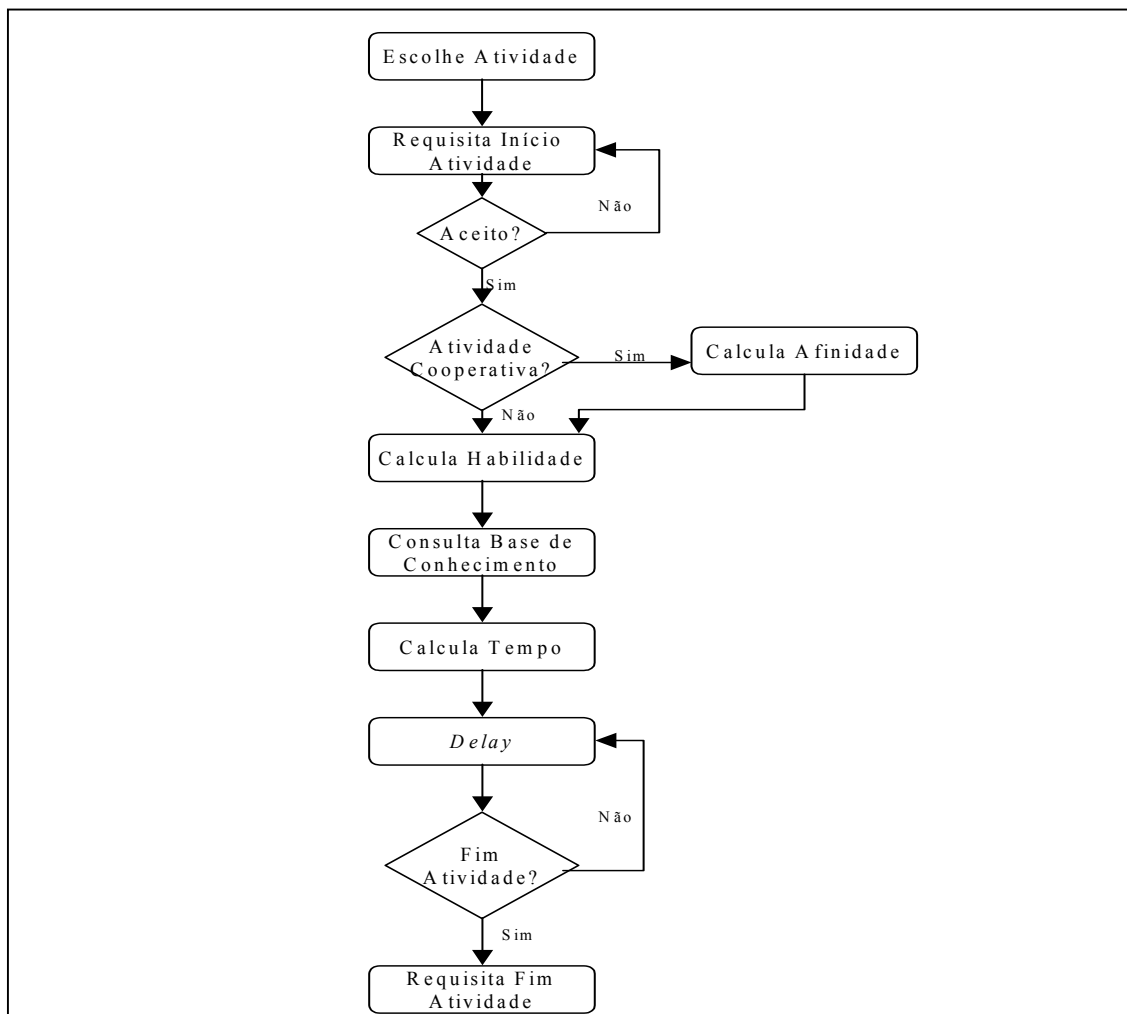 Escolhe Atividade
Requisita Início
Atividade
Não
Aceito?
Sim
Atividade
Cooperativa?
Sim
Calcula Afinidade
Não
Calcula Habilidade
Consulta Base de
Conhecimento
Calcula Tempo
Delay
Não
Fim
Atividade?
Sim
Requisita Fim
Atividade